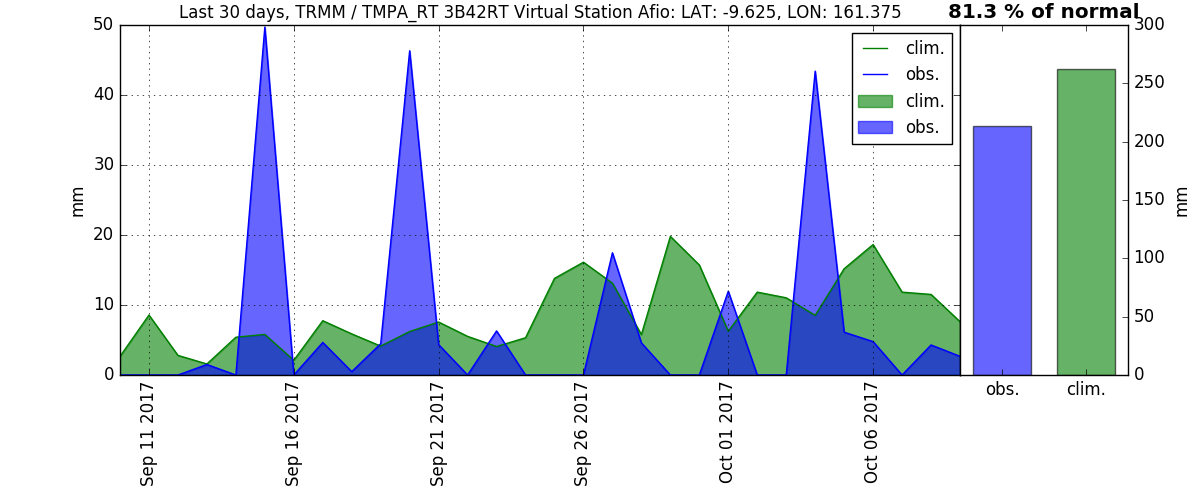 Last 30 days, TRMM / TMPA_RT 3B42RT Virtual Station Afio: LAT: -9.625, LON: 161.375
81.3 % of normal
50
40
30
20
10
0
mm
clim.
obs.
clim.
obs.
Sep 11 2017
Sep 16 2017
Sep 21 2017
Sep 26 2017
Oct 01 2017
Oct 06 2017
300
250
200
150
100
50
0
mm
obs.
clim.